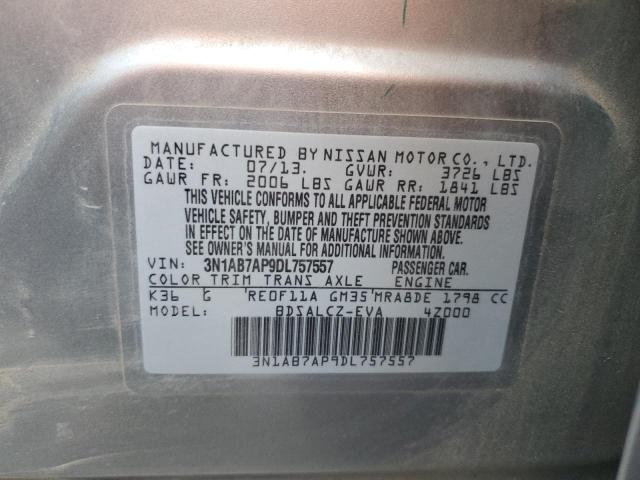 MANUFACTURED BY NISSAN MOTOR CO., LTD.
DATE: 07/13. GVWR: 3726 LBS
GAWR FR: 2006 LBS GAWR RR: 1841 LBS
THIS VEHICLE CONFORMS TO ALL APPLICABLE FEDERAL MOTOR
VEHICLE SAFETY, BUMPER AND THEFT PREVENTION STANDARDS
IN EFFECT ON THE DATE OF MANUFACTURE SHOWN ABOVE.
SEE OWNER'S MANUAL FOR ADDITIONAL INFORMATION.
VIN: 3N1AB7AP9DL757557 PASSENGER CAR.
COLOR TRIM TRANS AXLE ENGINE
K36 G RE0F11A GM35 MRA8DE 1798 CC
MODEL: BDSALCZ-EVA 4Z000
3N1AB7AP9DL757557